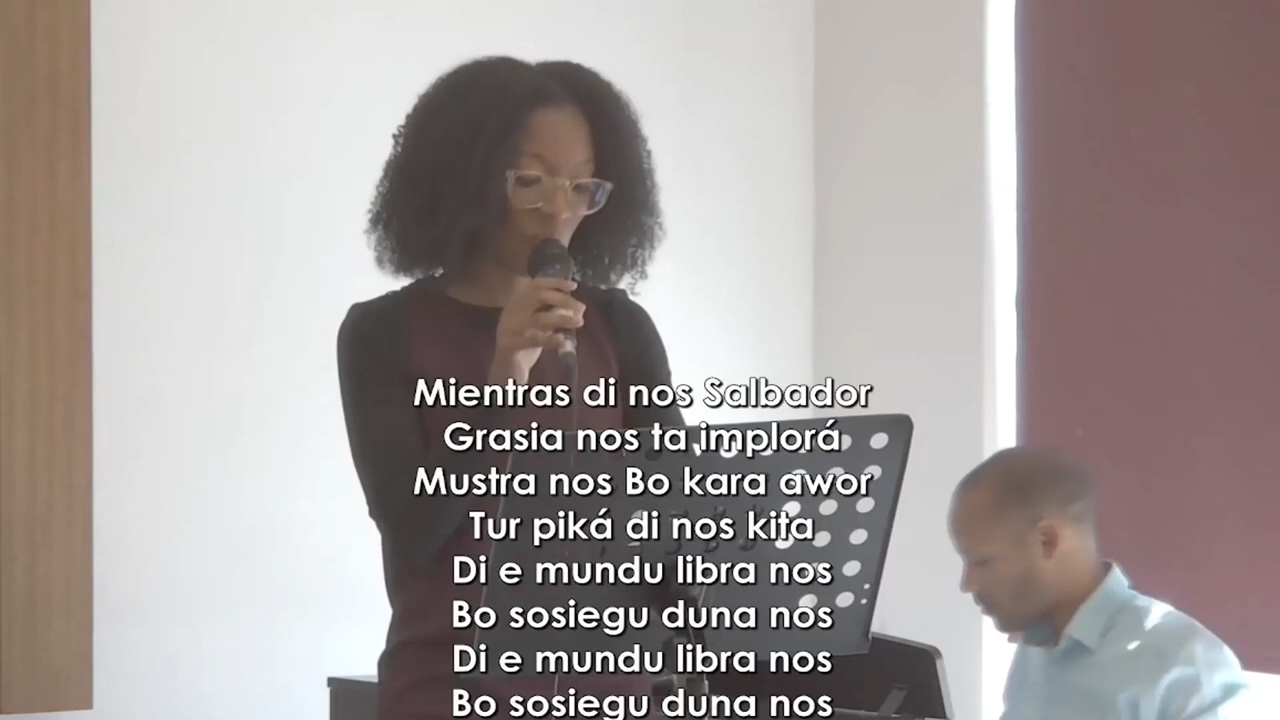 Mientras di nos Salbador
Grasia nos ta implorá
Mustra nos Bo kara awor
Tur piká di nos kita
Di e mundu libra nos
Bo sosiegu duna nos
Di e mundu libra nos
Bo sosiegu duna nos